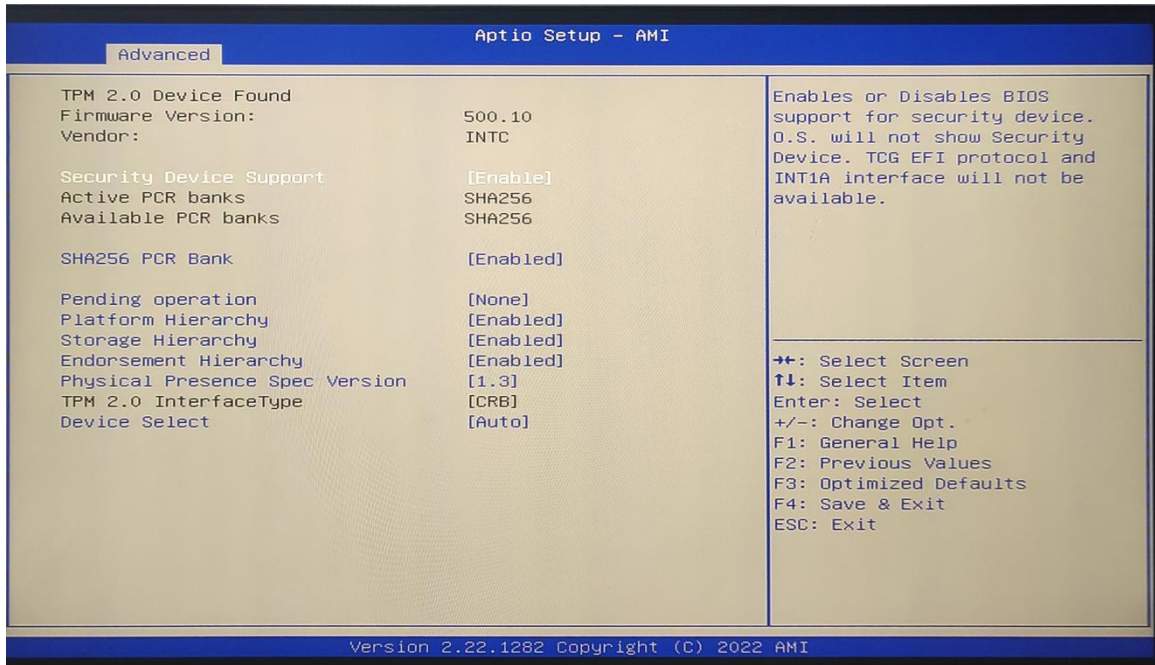 Aptio Setup – AMI
Advanced
TPM 2.0 Device Found
Firmware Version: 500.10
Vendor: INTC
Security Device Support [Enable]
Active PCR banks SHA256
Available PCR banks SHA256
SHA256 PCR Bank [Enabled]
Pending operation [None]
Platform Hierarchy [Enabled]
Storage Hierarchy [Enabled]
Endorsement Hierarchy [Enabled]
Physical Presence Spec Version [1.3]
TPM 2.0 InterfaceType [CRB]
Device Select [Auto]
Enables or Disables BIOS
support for security device.
O.S. will not show Security
Device. TCG EFI protocol and
INT1A interface will not be
available.
→←: Select Screen
↑↓: Select Item
Enter: Select
+/-: Change Opt.
F1: General Help
F2: Previous Values
F3: Optimized Defaults
F4: Save & Exit
ESC: Exit
Version 2.22.1282 Copyright (C) 2022 AMI